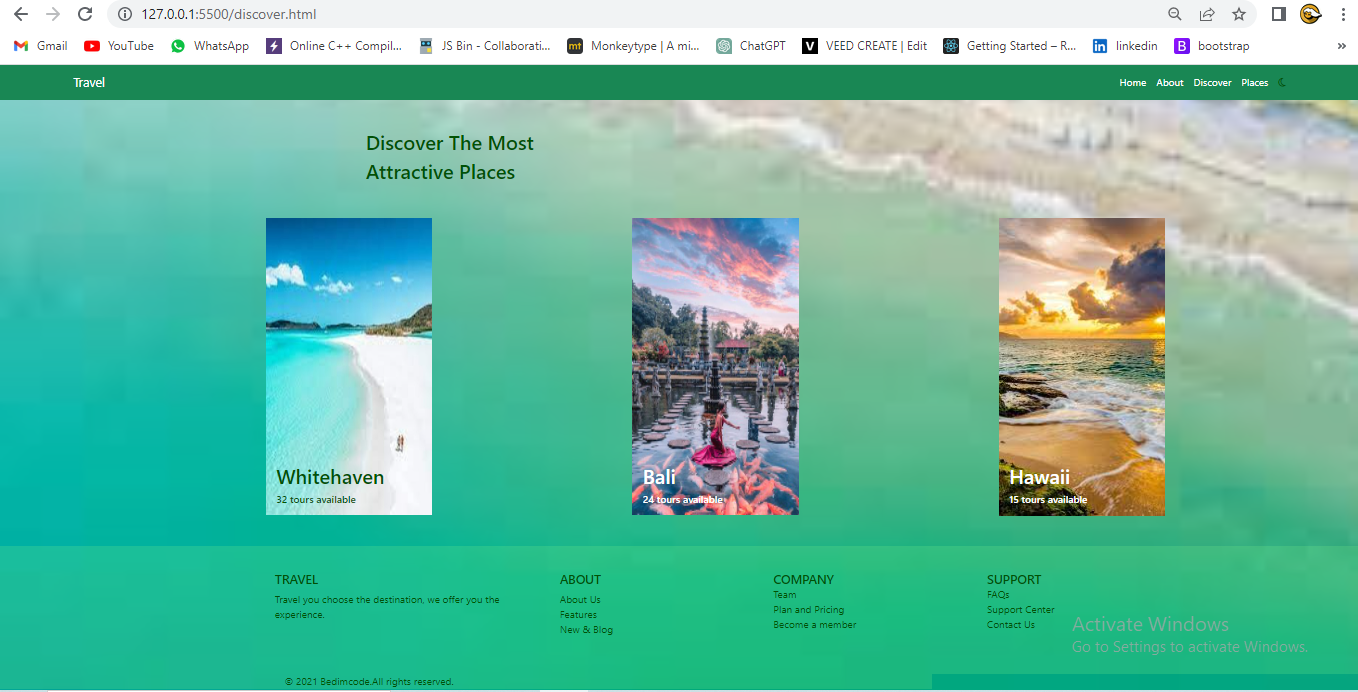 127.0.0.1:5500/discover.html
Gmail
YouTube
WhatsApp
Online C++ Compil...
JS Bin - Collaborati...
mt
Monkeytype | A mi...
ChatGPT
V
VEED CREATE | Edit
Getting Started – R...
in
linkedin
B
bootstrap
»
Travel
Home
About
Discover
Places
Discover The Most
Attractive Places
Whitehaven
32 tours available
Bali
24 tours available
Hawaii
15 tours available
TRAVEL
Travel you choose the destination, we offer you the
experience.
ABOUT
About Us
Features
New & Blog
COMPANY
Team
Plan and Pricing
Become a member
SUPPORT
FAQs
Support Center
Contact Us
Activate Windows
Go to Settings to activate Windows.
© 2021 Bedimcode.All rights reserved.